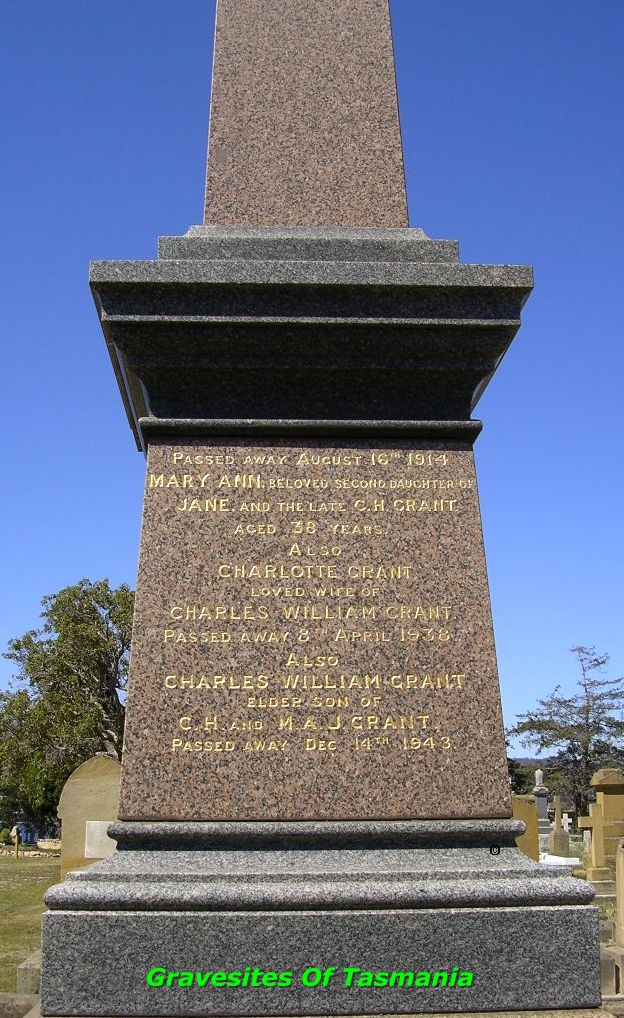 PASSED AWAY AUGUST 16TH 1914
MARY ANN, BELOVED SECOND DAUGHTER OF
JANE, AND THE LATE C.H. GRANT.
AGED 38 YEARS.
ALSO
CHARLOTTE GRANT
LOVED WIFE OF
CHARLES WILLIAM GRANT
PASSED AWAY 8TH APRIL 1938
ALSO
CHARLES WILLIAM GRANT
ELDER SON OF
C.H. AND M.A.J. GRANT,
PASSED AWAY DEC. 14TH 1943.
®
Gravesites Of Tasmania